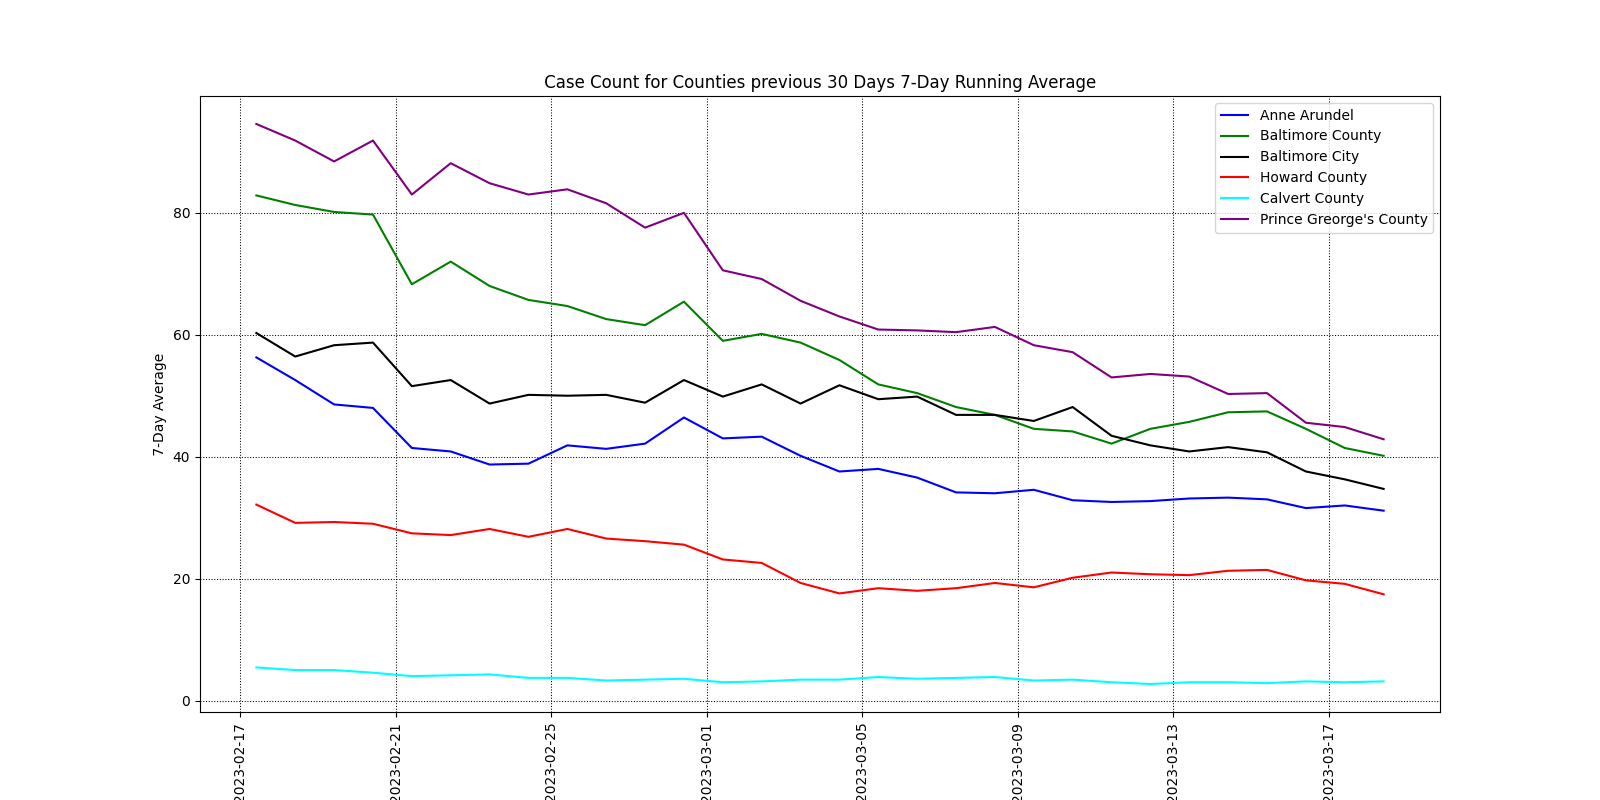 Case Count for Counties previous 30 Days 7-Day Running Average
Anne Arundel
Baltimore County
Baltimore City
Howard County
Calvert County
Prince Greorge's County
7-Day Average
80
60
40
20
0
2023-02-17
2023-02-21
2023-02-25
2023-03-01
2023-03-05
2023-03-09
2023-03-13
2023-03-17